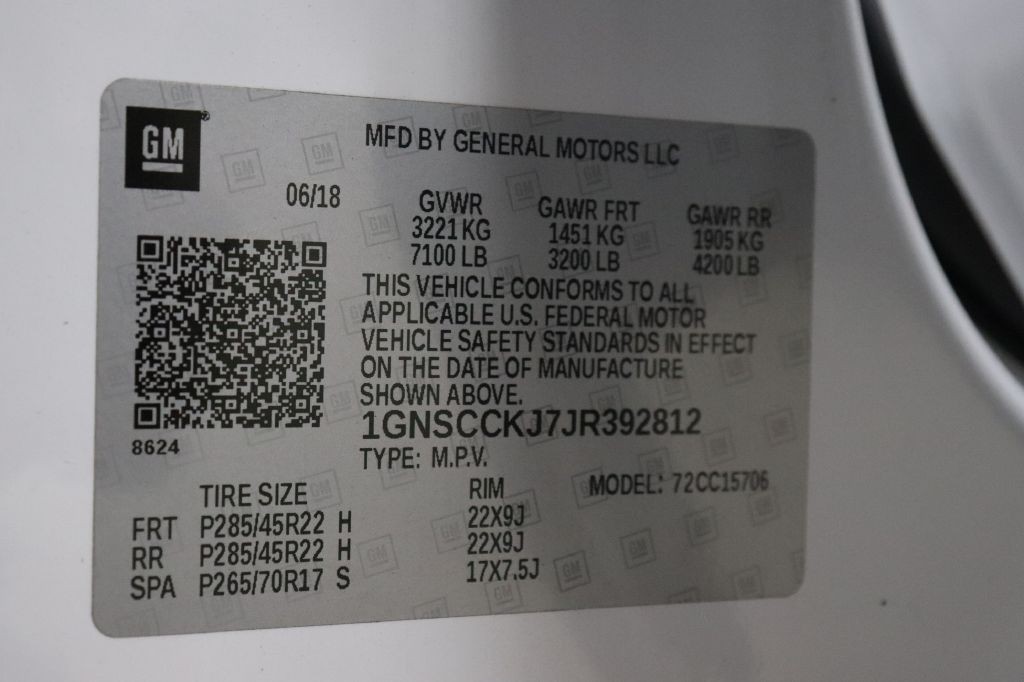 GM
MFD BY GENERAL MOTORS LLC
06/18
GVWR GAWR FRT GAWR RR
3221 KG 1451 KG 1905 KG
7100 LB 3200 LB 4200 LB
THIS VEHICLE CONFORMS TO ALL
APPLICABLE U.S. FEDERAL MOTOR
VEHICLE SAFETY STANDARDS IN EFFECT
ON THE DATE OF MANUFACTURE
SHOWN ABOVE.
8624
1GNSCCKJ7JR392812
TYPE: M.P.V.
TIRE SIZE RIM MODEL: 72CC15706
FRT P285/45R22 H 22X9J
RR P285/45R22 H 22X9J
SPA P265/70R17 S 17X7.5J